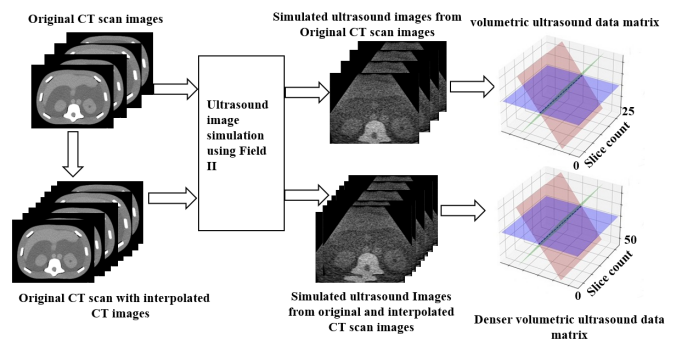 Original CT scan images
Simulated ultrasound images from
Original CT scan images
volumetric ultrasound data matrix
Ultrasound
image
simulation
using Field
II
25
Slice count
0
50
Slice count
0
Original CT scan with interpolated
CT images
Simulated ultrasound Images
from original and interpolated
CT scan images
Denser volumetric ultrasound data
matrix